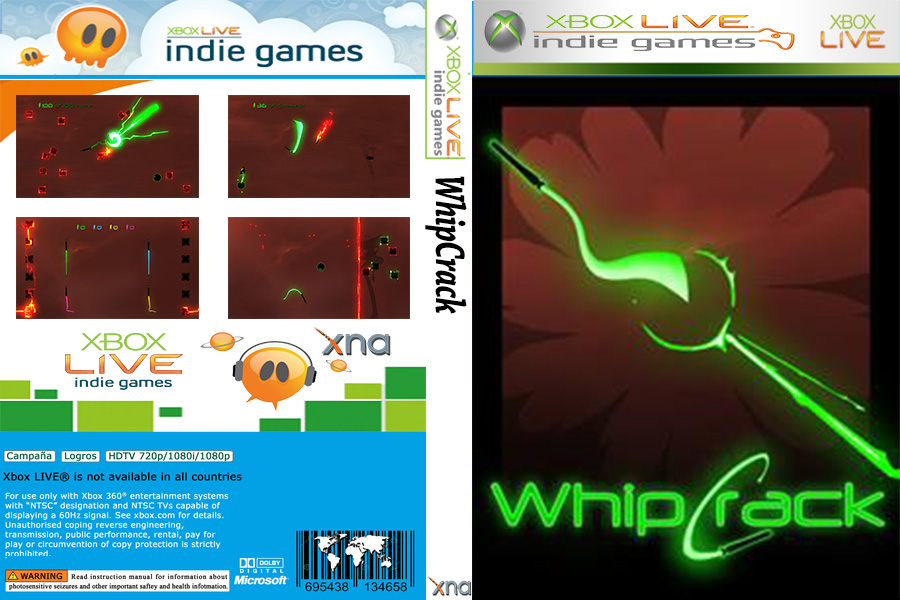 XBOX LIVE
indie games
XBOX LIVE
indie games
Campaña Logros HDTV 720p/1080i/1080p
Xbox LIVE® is not available in all countries
For use only with Xbox 360® entertainment systems
with “NTSC” designation and NTSC TVs capable of
displaying a 60Hz signal. See xbox.com for details.
Unauthorised coping reverse engineering,
transmission, public performance, rental, pay for
play or circumvention of copy protection is strictly
prohibited.
WARNING Read instruction manual for information about
photosensitive seizures and other important saftey and health infotmation.
xna
DOLBY
DIGITAL
Microsoft
695438 134658
XBOX LIVE
indie games
WhipCrack
xna
XBOX LIVE
indie games
XBOX
LIVE
WhipCrack